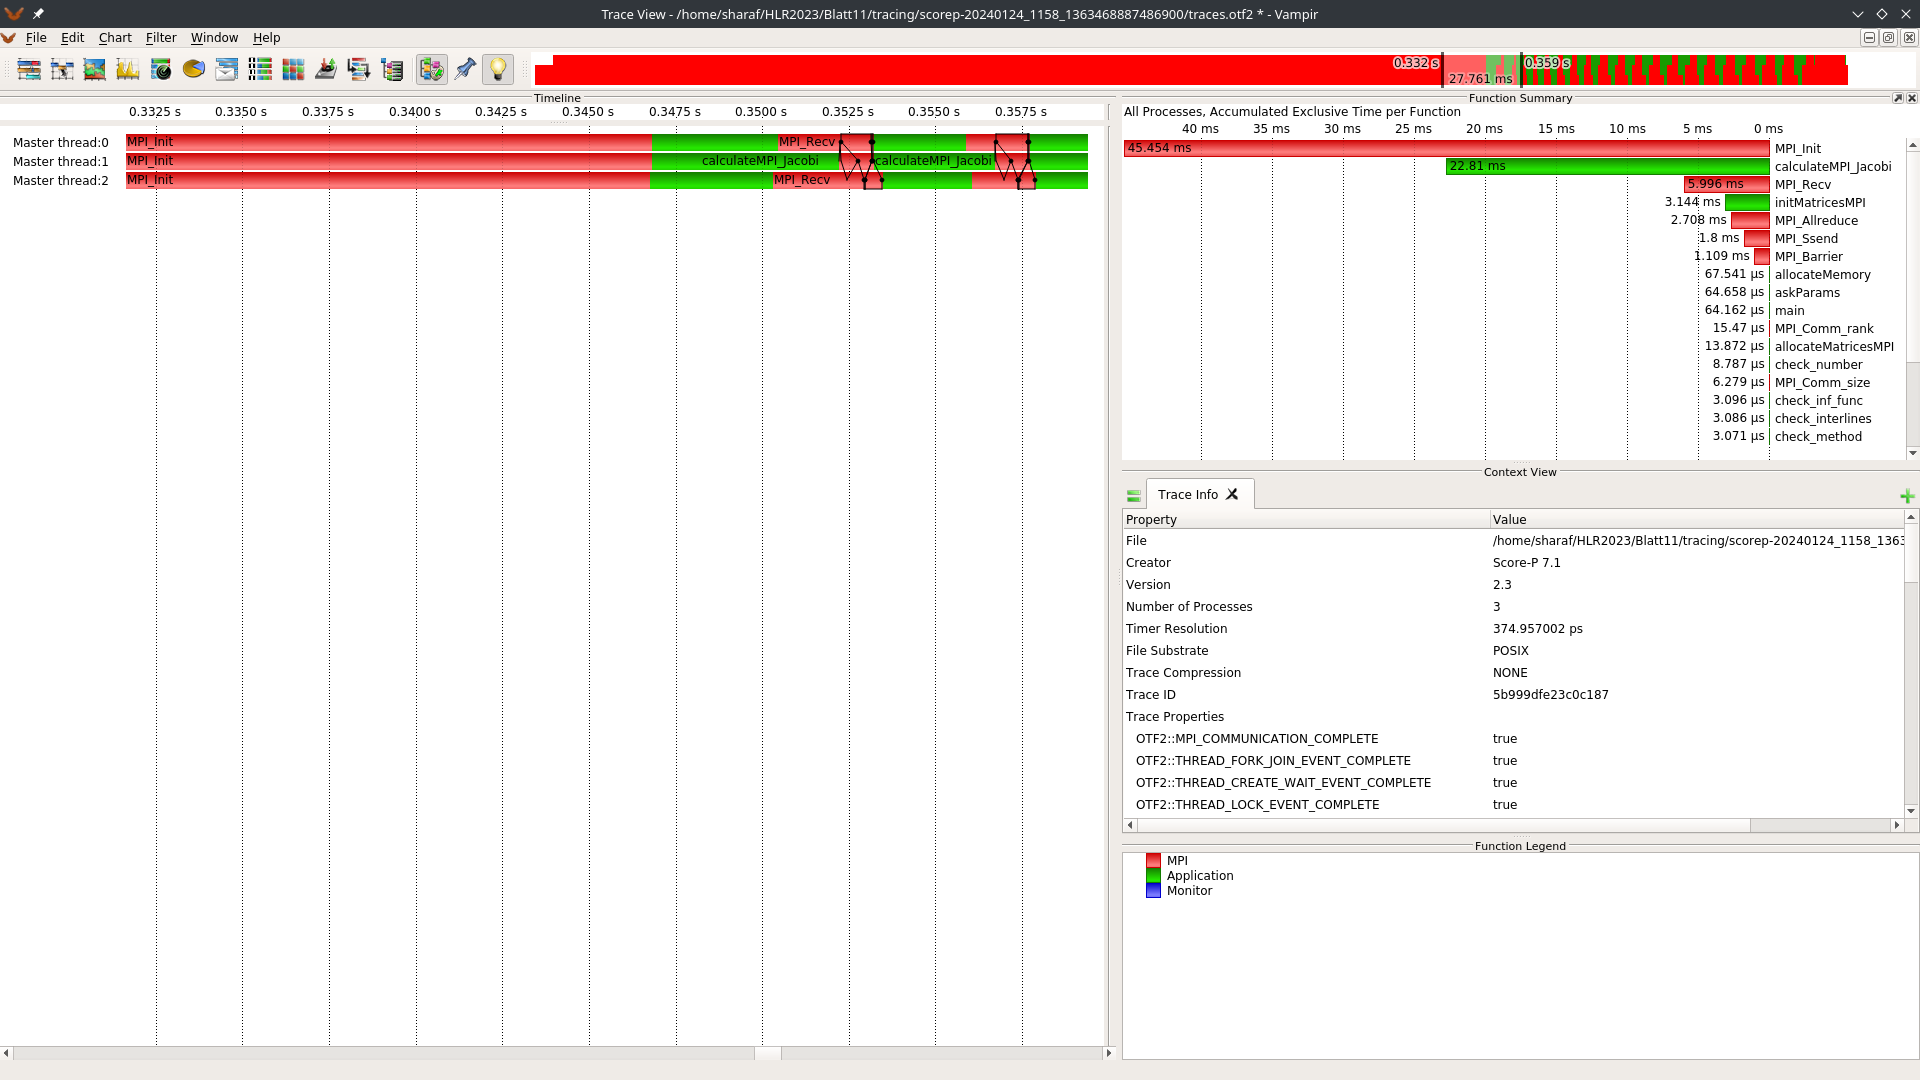 Trace View - /home/sharaf/HLR2023/Blatt11/tracing/scorep-20240124_1158_1363468887486900/traces.otf2 * - Vampir
File Edit Chart Filter Window Help
0.332 s 0.359 s
27.761 ms
Timeline
0.3325 s 0.3350 s 0.3375 s 0.3400 s 0.3425 s 0.3450 s 0.3475 s 0.3500 s 0.3525 s 0.3550 s 0.3575 s
Master thread:0 MPI_Init MPI_Recv
Master thread:1 MPI_Init calculateMPI_Jacobi calculateMPI_Jacobi
Master thread:2 MPI_Init MPI_Recv
Function Summary
All Processes, Accumulated Exclusive Time per Function
40 ms 35 ms 30 ms 25 ms 20 ms 15 ms 10 ms 5 ms 0 ms
45.454 ms MPI_Init
22.81 ms calculateMPI_Jacobi
5.996 ms MPI_Recv
3.144 ms initMatricesMPI
2.708 ms MPI_Allreduce
1.8 ms MPI_Ssend
1.109 ms MPI_Barrier
67.541 µs allocateMemory
64.658 µs askParams
64.162 µs main
15.47 µs MPI_Comm_rank
13.872 µs allocateMatricesMPI
8.787 µs check_number
6.279 µs MPI_Comm_size
3.096 µs check_inf_func
3.086 µs check_interlines
3.071 µs check_method
Context View
Trace Info
Property Value
File /home/sharaf/HLR2023/Blatt11/tracing/scorep-20240124_1158_1363
Creator Score-P 7.1
Version 2.3
Number of Processes 3
Timer Resolution 374.957002 ps
File Substrate POSIX
Trace Compression NONE
Trace ID 5b999dfe23c0c187
Trace Properties
OTF2::MPI_COMMUNICATION_COMPLETE true
OTF2::THREAD_FORK_JOIN_EVENT_COMPLETE true
OTF2::THREAD_CREATE_WAIT_EVENT_COMPLETE true
OTF2::THREAD_LOCK_EVENT_COMPLETE true
Function Legend
MPI
Application
Monitor